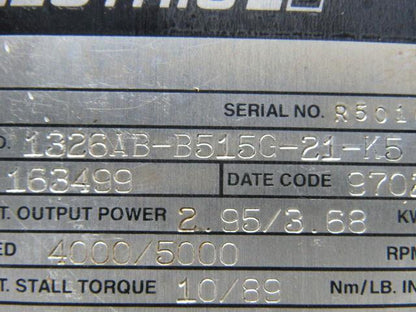 SERIAL NO. R501
O. 1326AB-B515G-21-K5
163499 DATE CODE 970
T. OUTPUT POWER 2.95/3.68 KW
ED 4000/5000 RPM
T. STALL TORQUE 10/89 Nm/LB. IN